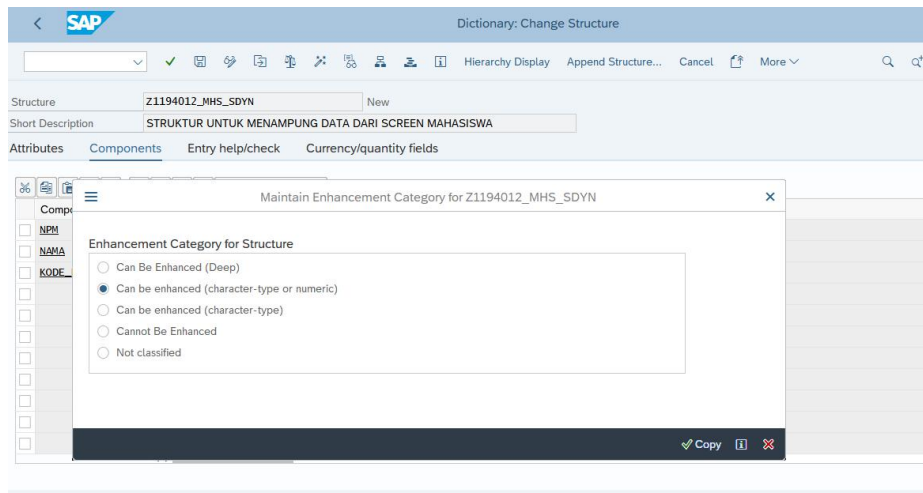 SAP
Dictionary: Change Structure
Hierarchy Display Append Structure... Cancel More
Structure Z1194012_MHS_SDYN New
Short Description STRUKTUR UNTUK MENAMPUNG DATA DARI SCREEN MAHASISWA
Attributes Components Entry help/check Currency/quantity fields
Maintain Enhancement Category for Z1194012_MHS_SDYN
NPM
NAMA
Enhancement Category for Structure
Can Be Enhanced (Deep)
Can be enhanced (character-type or numeric)
Can be enhanced (character-type)
Cannot Be Enhanced
Not classified
Copy